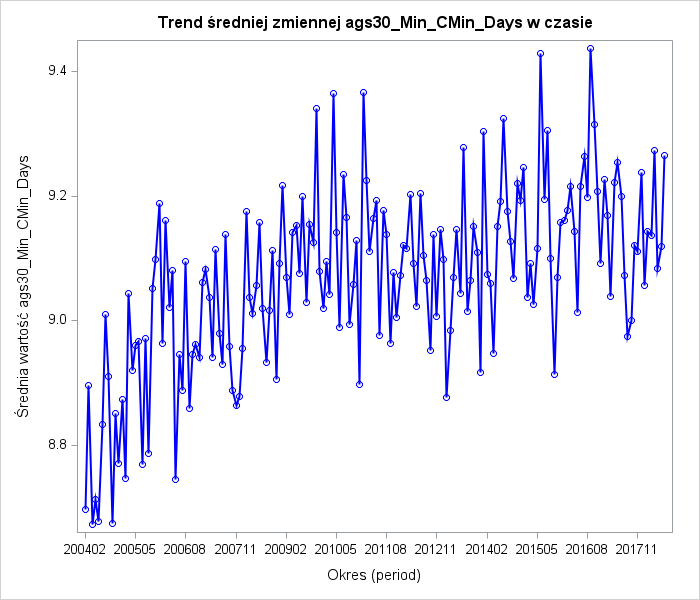 Trend średniej zmiennej ags30_Min_CMin_Days w czasie
Średnia wartość ags30_Min_CMin_Days
9.4
9.2
9.0
8.8
200402 200505 200608 200711 200902 201005 201108 201211 201402 201505 201608 201711
Okres (period)